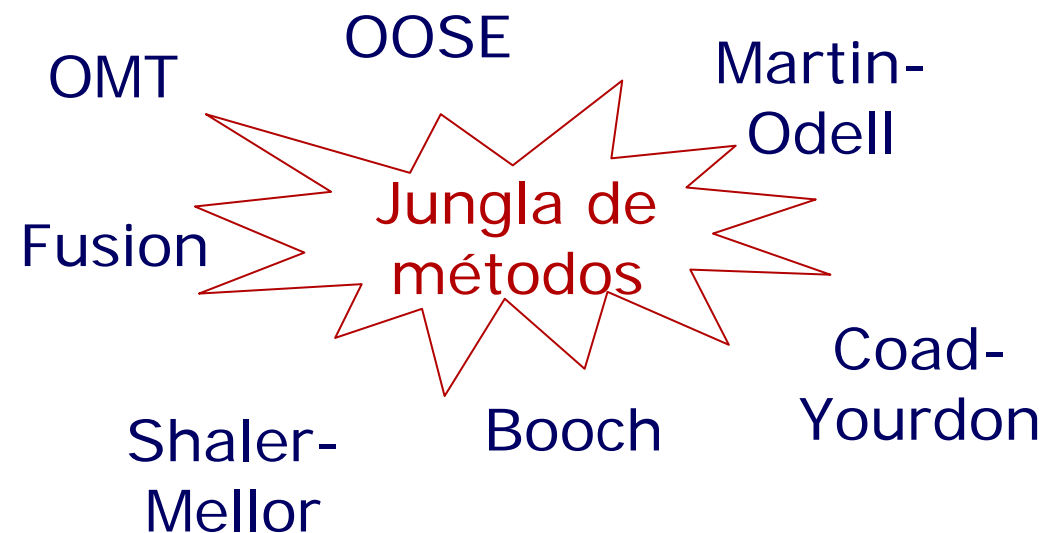 OOSE
OMT
Martin-
Odell
Jungla de
métodos
Fusion
Coad-
Yourdon
Booch
Shaler-
Mellor